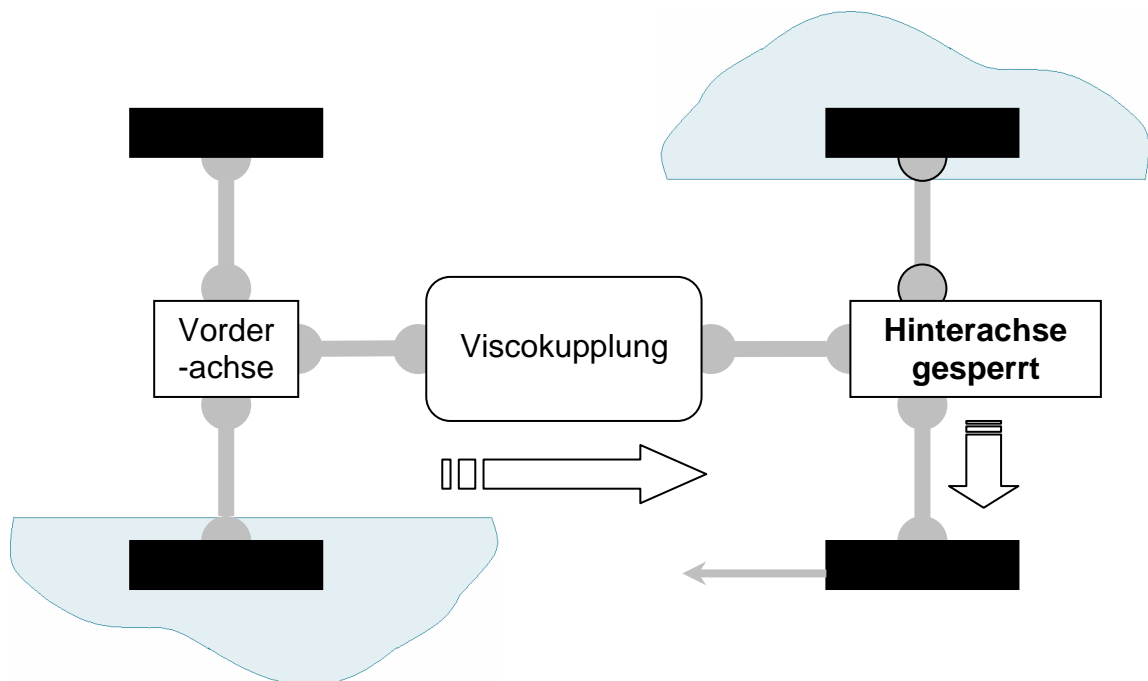 Vorder
-achse
Viscokupplung
Hinterachse
gesperrt